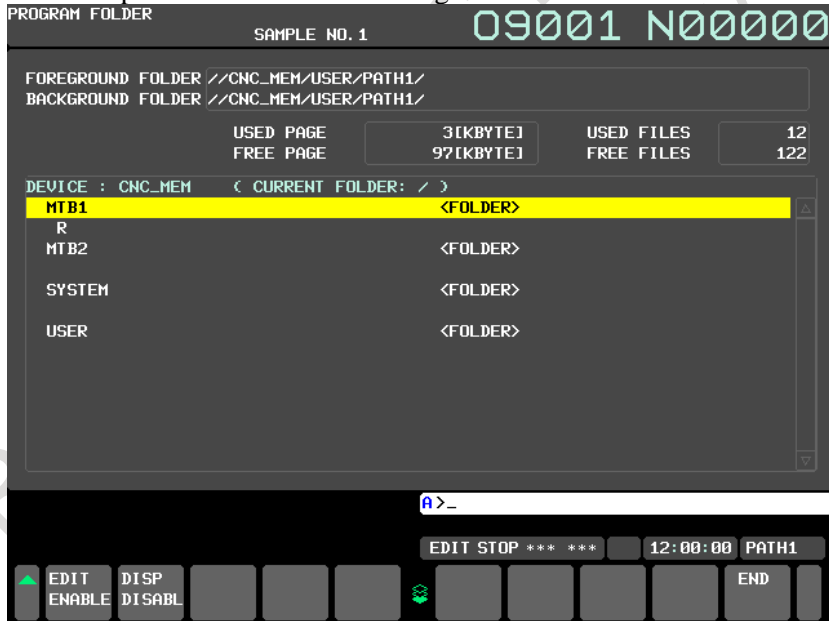 PROGRAM FOLDER
SAMPLE NO.1 O9001 N00000
FOREGROUND FOLDER //CNC_MEM/USER/PATH1/
BACKGROUND FOLDER //CNC_MEM/USER/PATH1/
USED PAGE 3[KBYTE] USED FILES 12
FREE PAGE 97[KBYTE] FREE FILES 122
DEVICE : CNC_MEM ( CURRENT FOLDER: / )
MTB1 <FOLDER>
R
MTB2 <FOLDER>
SYSTEM <FOLDER>
USER <FOLDER>
A>_
EDIT STOP *** *** 12:00:00 PATH1
EDIT DISP END
ENABLE DISABL